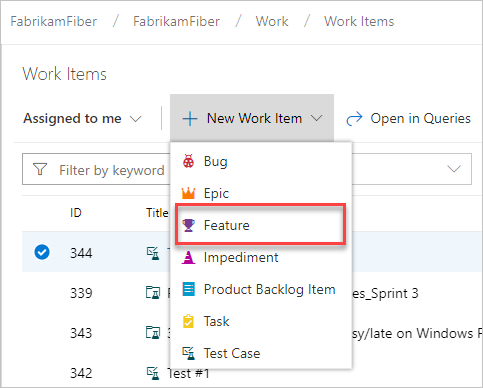 FabrikamFiber / FabrikamFiber / Work / Work Items
Work Items
Assigned to me New Work Item Open in Queries
Filter by keyword
Bug
Epic
Feature
Impediment
Product Backlog Item
Task
Test Case
ID Title
344
339 es_Sprint 3
343 3 sy/late on Windows P
342 Test #1